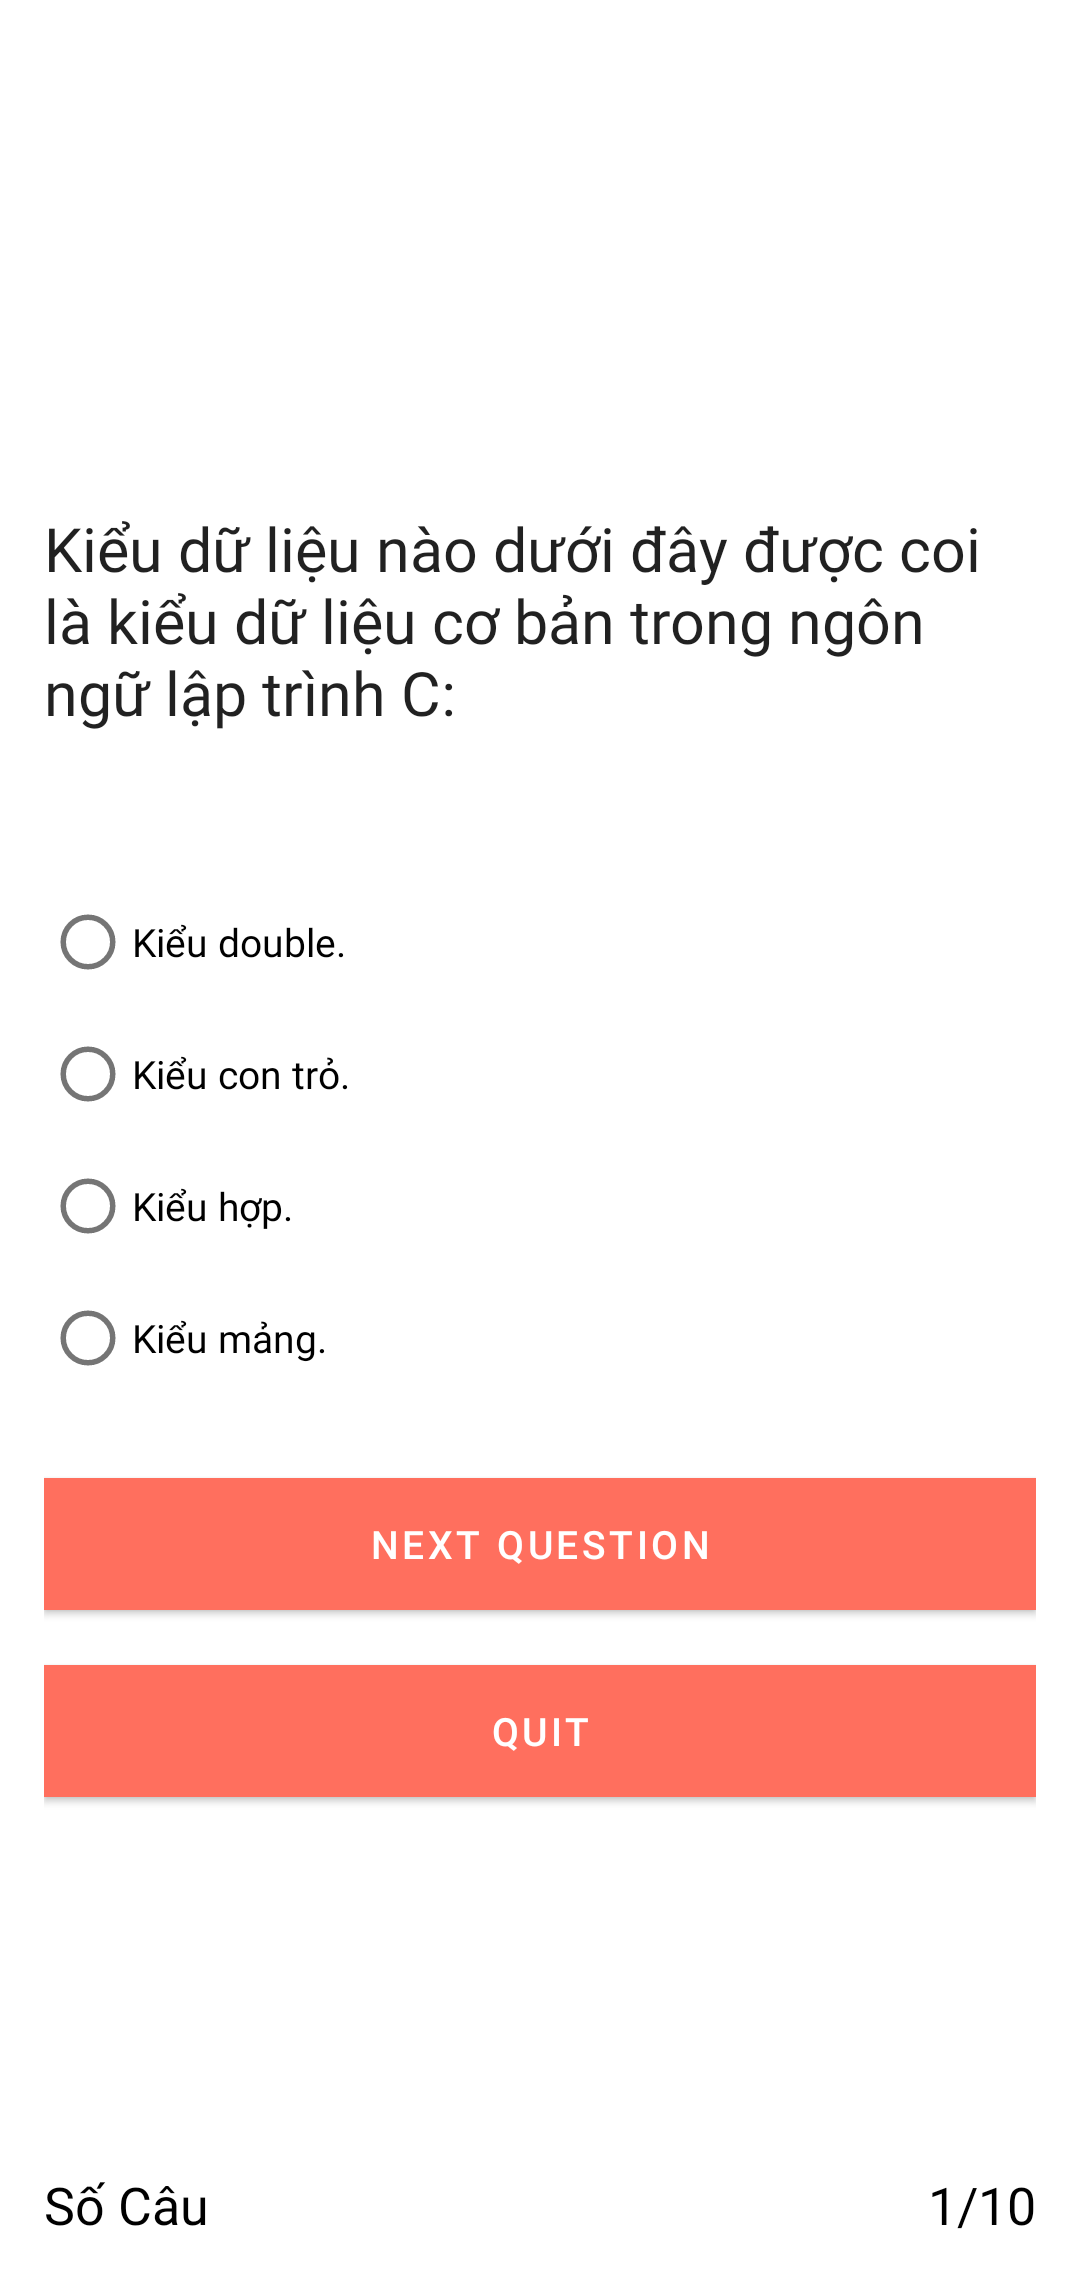 Kiểu dữ liệu nào dưới đây được coi
là kiểu dữ liệu cơ bản trong ngôn
ngữ lập trình C:
Kiểu double.
Kiểu con trỏ.
Kiểu hợp.
Kiểu mảng.
NEXT QUESTION
QUIT
Số Câu 1/10